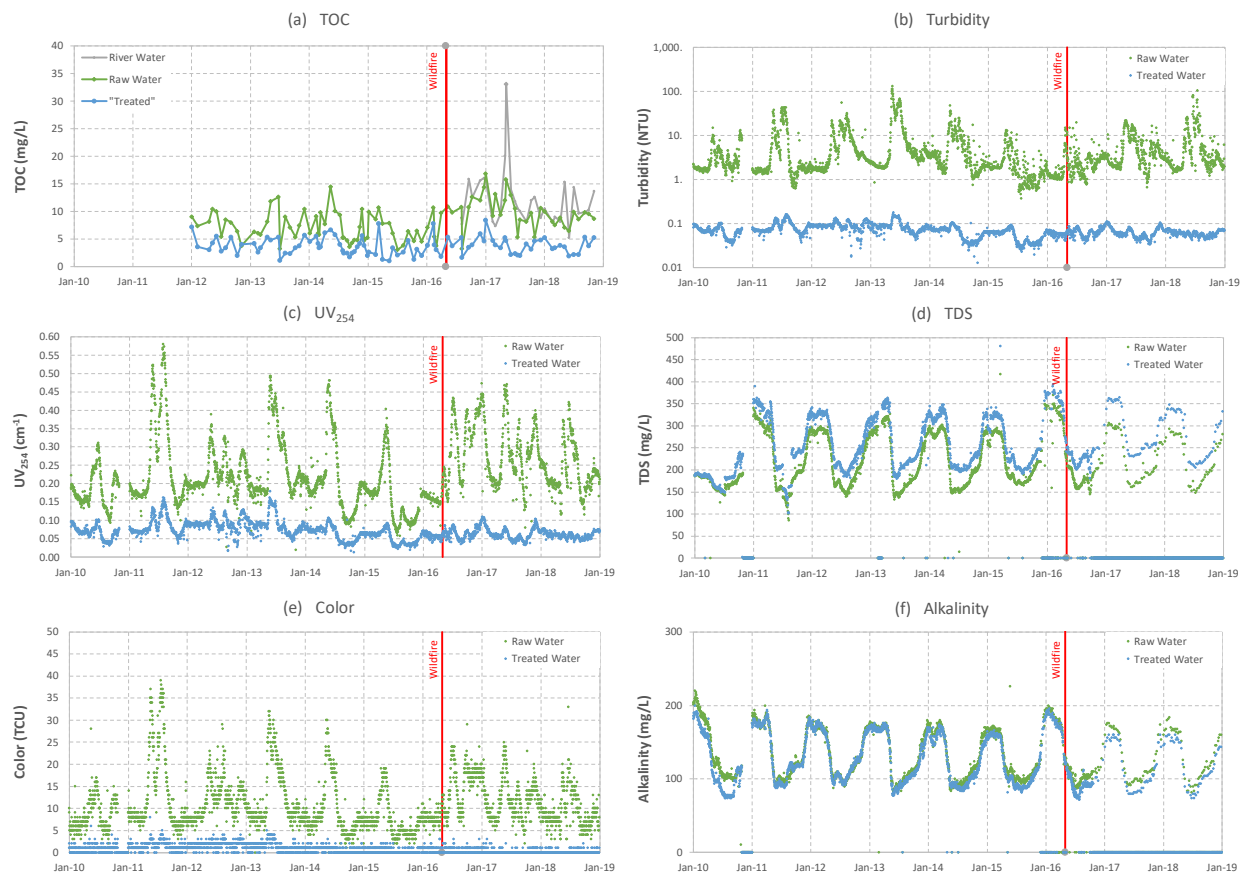 (a) TOC
TOC (mg/L)
40
35
30
25
20
15
10
5
0
River Water
Raw Water
"Treated"
Wildfire
Jan-10 Jan-11 Jan-12 Jan-13 Jan-14 Jan-15 Jan-16 Jan-17 Jan-18 Jan-19
(b) Turbidity
Turbidity (NTU)
1,000.
100.
10.
1.
0.1
0.01
Raw Water
Treated Water
Wildfire
Jan-10 Jan-11 Jan-12 Jan-13 Jan-14 Jan-15 Jan-16 Jan-17 Jan-18 Jan-19
(c) UV254
UV254 (cm-1)
0.60
0.55
0.50
0.45
0.40
0.35
0.30
0.25
0.20
0.15
0.10
0.05
0.00
Raw Water
Treated Water
Wildfire
Jan-10 Jan-11 Jan-12 Jan-13 Jan-14 Jan-15 Jan-16 Jan-17 Jan-18 Jan-19
(d) TDS
TDS (mg/L)
500
450
400
350
300
250
200
150
100
50
0
Raw Water
Treated Water
Wildfire
Jan-10 Jan-11 Jan-12 Jan-13 Jan-14 Jan-15 Jan-16 Jan-17 Jan-18 Jan-19
(e) Color
Color (TCU)
50
45
40
35
30
25
20
15
10
5
0
Raw Water
Treated Water
Wildfire
Jan-10 Jan-11 Jan-12 Jan-13 Jan-14 Jan-15 Jan-16 Jan-17 Jan-18 Jan-19
(f) Alkalinity
Alkalinity (mg/L)
300
200
100
0
Raw Water
Treated Water
Wildfire
Jan-10 Jan-11 Jan-12 Jan-13 Jan-14 Jan-15 Jan-16 Jan-17 Jan-18 Jan-19